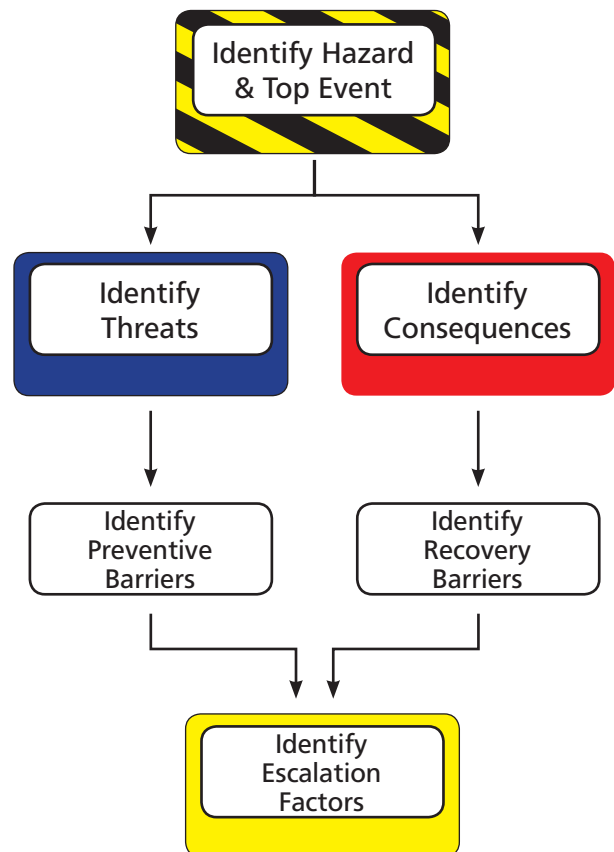 Identify Hazard
& Top Event
Identify
Threats
Identify
Consequences
Identify
Preventive
Barriers
Identify
Recovery
Barriers
Identify
Escalation
Factors